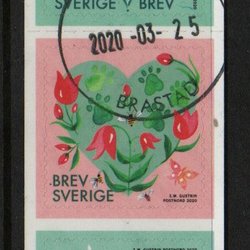 SVERIGE BREV
2020-03-25
BRASTAD
BREV
SVERIGE
S.W GUSTRIN
POSTNORD 2020